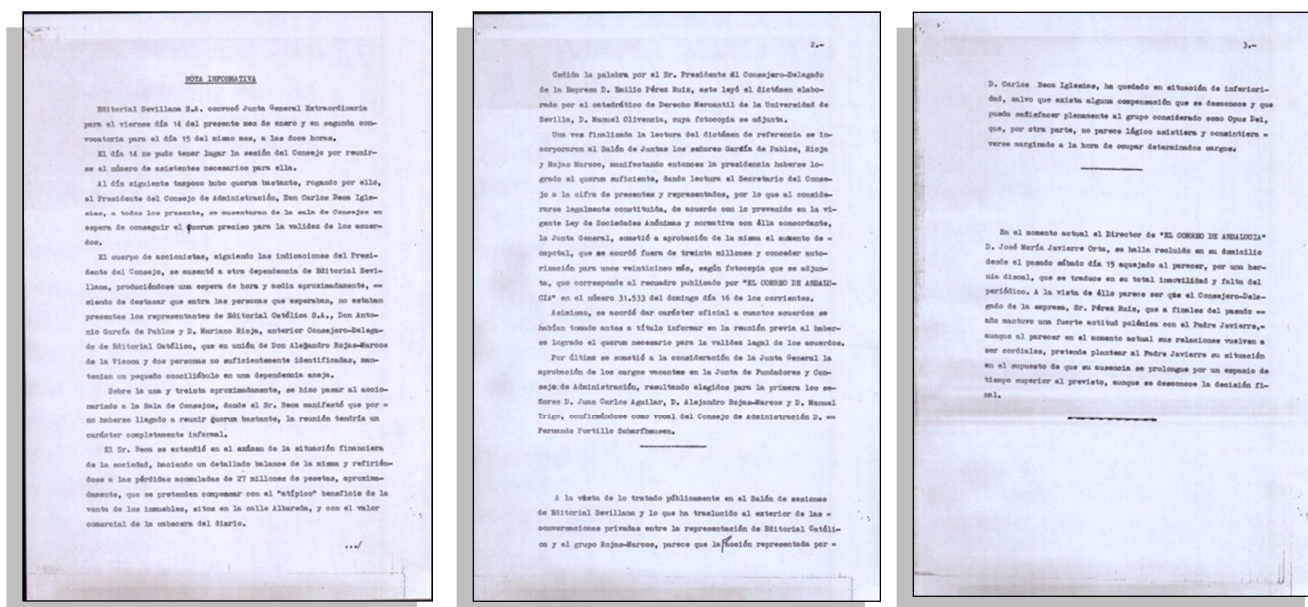 NOTA INFORMATIVA
Editorial Sevillana S.A. convocó Junta General Extraordinaria
para el viernes día 14 del presente mes de enero y en segunda con-
vocatoria para el día 15 del mismo mes, a las doce horas.
El día 14 no pudo tener lugar la sesión del Consejo por reunir-
se el número de asistentes necesarios para ella.
Al día siguiente tampoco hubo quorum bastante, rogando por ello,
el Presidente del Consejo de Administración, Don Carlos Beca Igle-
sias, a todos los presente, se ausentaran de la sala de Consejos en
espera de conseguir el quorum preciso para la validez de los acuer-
dos.
El cuerpo de accionistas, siguiendo las indicaciones del Presi-
dente del Consejo, se ausentó a otra dependencia de Editorial Sevi-
llana, produciéndose una espera de hora y media aproximadamente, =
siendo de destacar que entre las personas que esperaban, no estaban
presentes los representantes de Editorial Católica S.A., Don Anto-
nio García de Pablos y D. Mariano Rioja, anterior Consejero-Delega-
do de Editorial Católica, que en unión de Don Alejandro Rojas-Marcos
de la Viesca y dos personas no suficientemente identificadas, man-
tenían un pequeño conciliábulo en una dependencia aneja.
Sobre la una y treinta aproximadamente, se hizo pasar al accio-
nariado a la Sala de Consejos, donde el Sr. Beca manifestó que por =
no haberse llegado a reunir quorum bastante, la reunión tendría un
carácter completamente informal.
El Sr. Beca se extendió en el exámen de la situación financiera
de la sociedad, haciendo un detallado balance de la misma y refirién-
dose a las pérdidas acumuladas de 27 millones de pesetas, aproxima-
damente, que se pretenden compensar con el "atípico" beneficio de la
venta de los inmuebles, sitos en la calle Albareda, y con el valor
comercial de la cabecera del diario.
.../
2.-
Cedida la palabra por el Sr. Presidente al Consejero-Delegado
de la Empresa D. Emilio Pérez Ruiz, este leyó el dictámen elabo-
rado por el catedrático de Derecho Mercantil de la Universidad de
Sevilla, D. Manuel Olivencia, cuya fotocopia se adjunta.
Una vez finalizada la lectura del dictámen de referencia se in-
corporaron al Salón de Juntas los señores García de Pablos, Rioja
y Rojas Marcos, manifestando entonces la presidencia haberse lo-
grado el quorum suficiente, dando lectura el Secretario del Conse-
jo a la cifra de presentes y representados, por lo que al conside-
rarse legalmente constituida, de acuerdo con lo prevenido en la vi-
gente Ley de Sociedades Anónimas y normativa con élla concordante,
la Junta General, sometió a aprobación de la misma el aumento de =
capotal, que se acordó fuera de treinta millones y conceder auto-
rización para unos veinticinco más, según fotocopia que se adjun-
ta, que corresponde al recuadro publicado por "EL CORREO DE ANDALU-
CIA" en el número 31.533 del domingo día 16 de los corrientes.
Asimismo, se acordó dar carácter oficial a cuantos acuerdos se
habían tomado antes a título informar en la reunión previa al haber-
se logrado el quorum necesario para la validez legal de los acuerdos.
Por último se sometió a la consideración de la Junta General la
aprobación de los cargos vacantes en la Junta de Fundadores y Con-
sejo de Administración, resultando elegidos para la primera los se-
ñores D. Juan Carlos Aguilar, D. Alejandro Rojas-Marcos y D. Manuel
Trigo, confirmándose como vocal del Consejo de Administración D. ==
Fernando Portillo Scharfhausen.
A la vista de lo tratado públicamente en el Salón de sesiones
de Editorial Sevillana y lo que ha traslucido al exterior de las =
conversaciones privadas entre la representación de Editorial Católi-
ca y el grupo Rojas-Marcos, parece que la acción representada por =
3.-
D. Carlos Beca Iglesias, ha quedado en situación de inferiori-
dad, salvo que exista alguna compensación que se desconoce y que
pueda satisfacer plenamente al grupo considerado como Opus Dei,
que, por otra parte, no parece lógico asistiera y consintiera =
verse marginado a la hora de ocupar determinados cargos.
En el momento actual el Director de "EL CORREO DE ANDALUCIA"
D. José María Javierre Orta, se halla recluido en su domicilio
desde el pasado sábado día 15 aquejado al parecer, por una her-
nia discal, que se traduce en su total inmovilidad y falta del
periódico. A la vista de éllo parece ser qúe el Consejero-Dele-
gado de la empresa, Sr. Pérez Ruiz, que a finales del pasado ==
año mantuvo una fuerte actitud polémica con el Padre Javierre,=
aunque al parecer en el momento actual sus relaciones vuelven a
ser cordiales, pretende plantear al Padre Javierre su situación
en el supuesto de que su ausencia se prolongue por un espacio de
tiempo superior al previsto, aunque se desconoce la decisión fi-
nal.